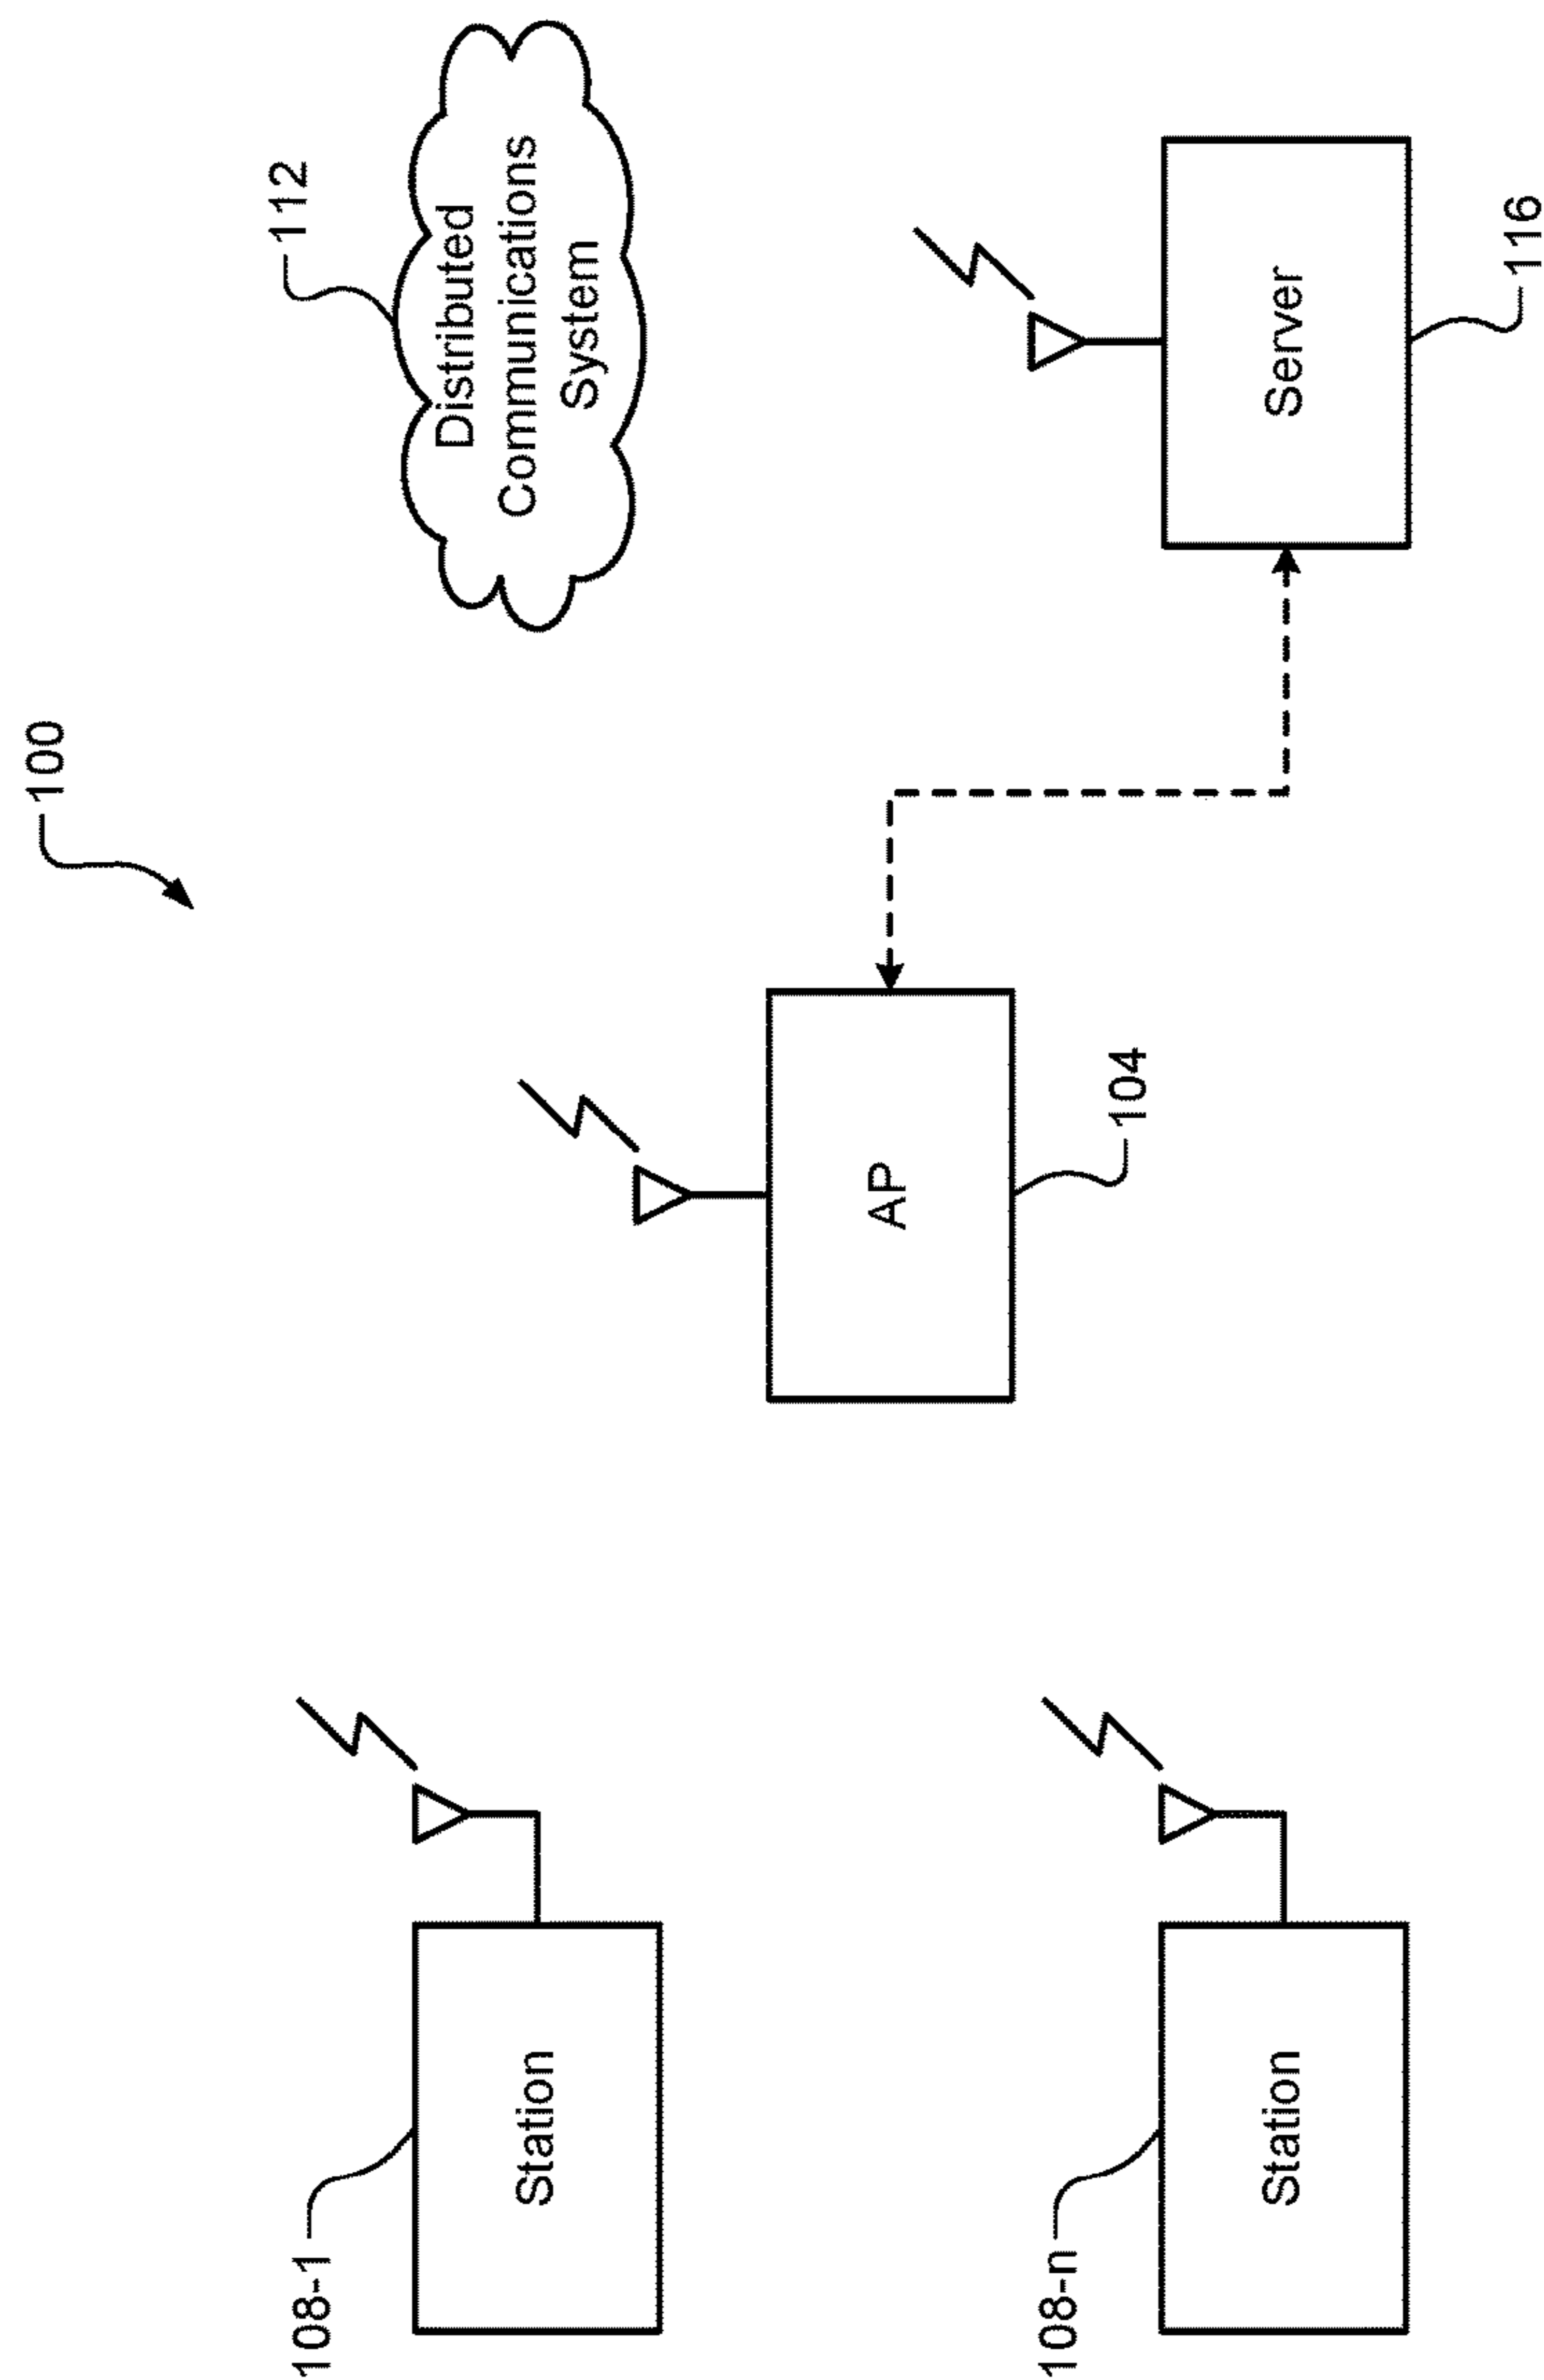 100
112
Distributed
Communications
System
108-1
Station
AP
104
108-n
Station
Server
116